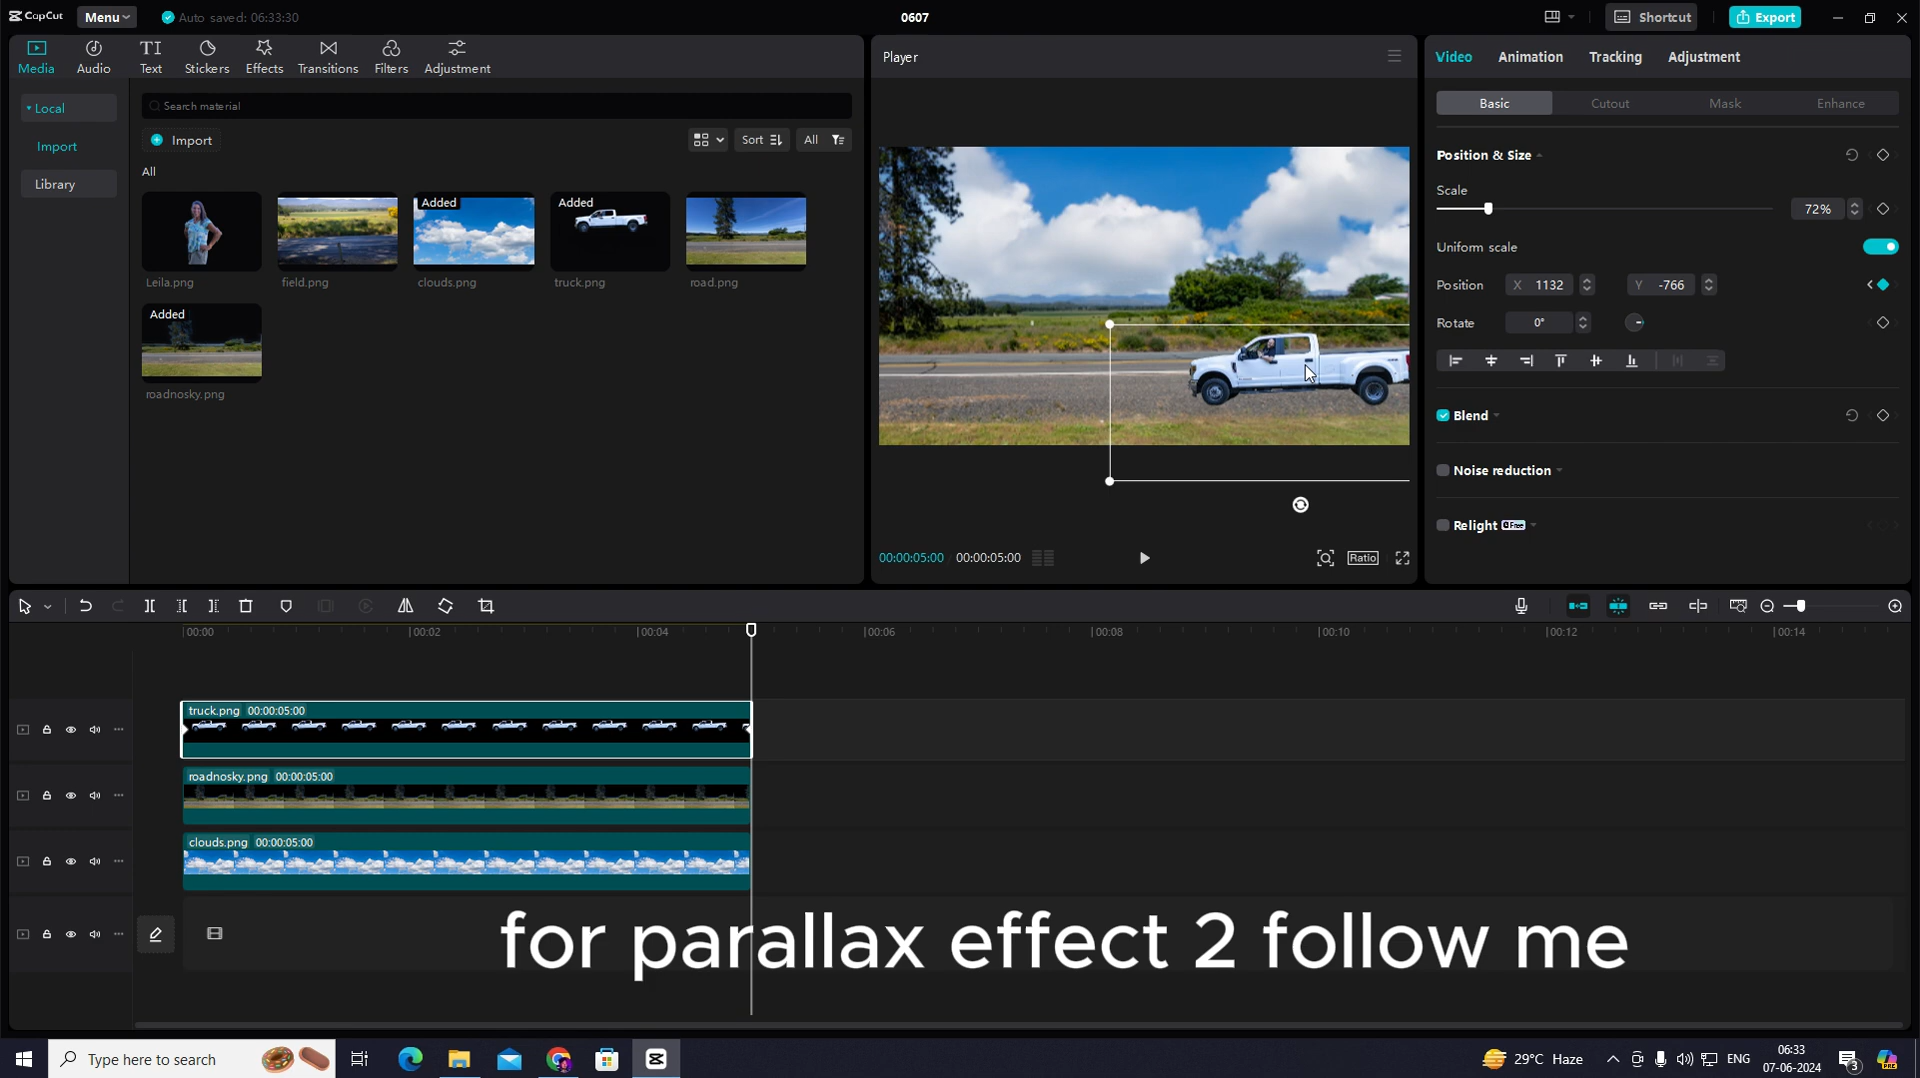 CapCut
Menu
Auto saved: 06:33:30
0607
Shortcut
Export
Media
Audio
TI
Text
Stickers
Effects
Transitions
Filters
Adjustment
Local
Import
Library
Search material
Import
Sort
All
All
Leila.png
field.png
Added
clouds.png
Added
truck.png
road.png
Added
roadnosky.png
Player
00:00:05:00
00:00:05:00
Ratio
Video
Animation
Tracking
Adjustment
Basic
Cutout
Mask
Enhance
Position & Size
Scale
72%
Uniform scale
Position
X 1132
Y -766
Rotate
0°
Blend
Noise reduction
Relight
Free
00:00
00:02
00:04
00:06
00:08
00:10
00:12
00:14
truck.png 00:00:05:00
roadnosky.png 00:00:05:00
clouds.png 00:00:05:00
for parallax effect 2 follow me
Type here to search
29°C Haze
ENG
06:33
07-06-2024
3
PRE